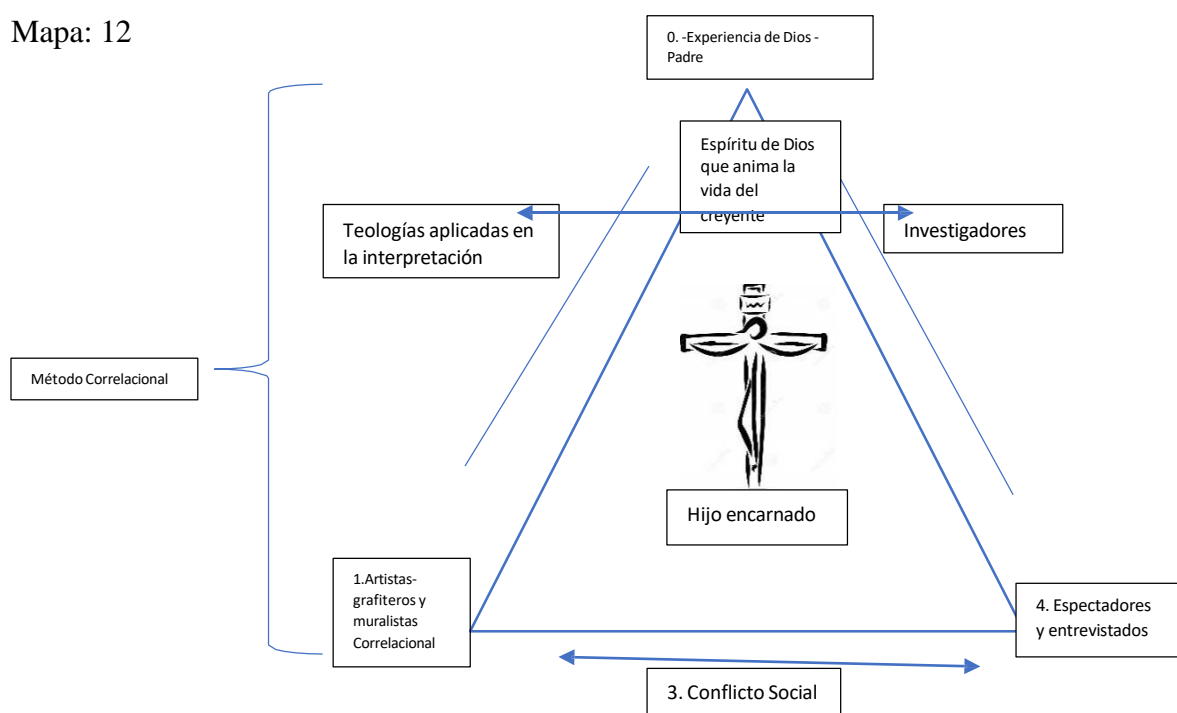 Mapa: 12
0. -Experiencia de Dios -
Padre
Espíritu de Dios
que anima la
vida del
creyente
Teologías aplicadas en
la interpretación
Investigadores
Método Correlacional
Hijo encarnado
1.Artistas-
grafiteros y
muralistas
Correlacional
4. Espectadores
y entrevistados
3. Conflicto Social